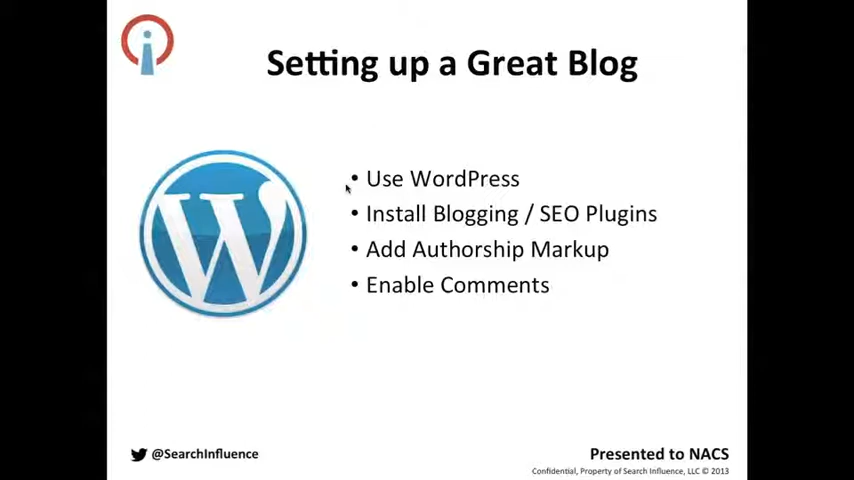 Setting up a Great Blog
• Use WordPress
• Install Blogging / SEO Plugins
• Add Authorship Markup
• Enable Comments
@SearchInfluence
Presented to NACS
Confidential, Property of Search Influence, LLC © 2013